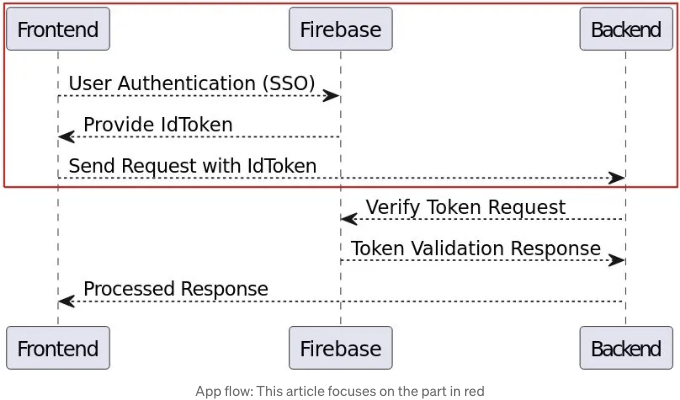 Frontend Firebase Backend
User Authentication (SSO)
Provide IdToken
Send Request with IdToken
Verify Token Request
Token Validation Response
Processed Response
Frontend Firebase Backend
App flow: This article focuses on the part in red